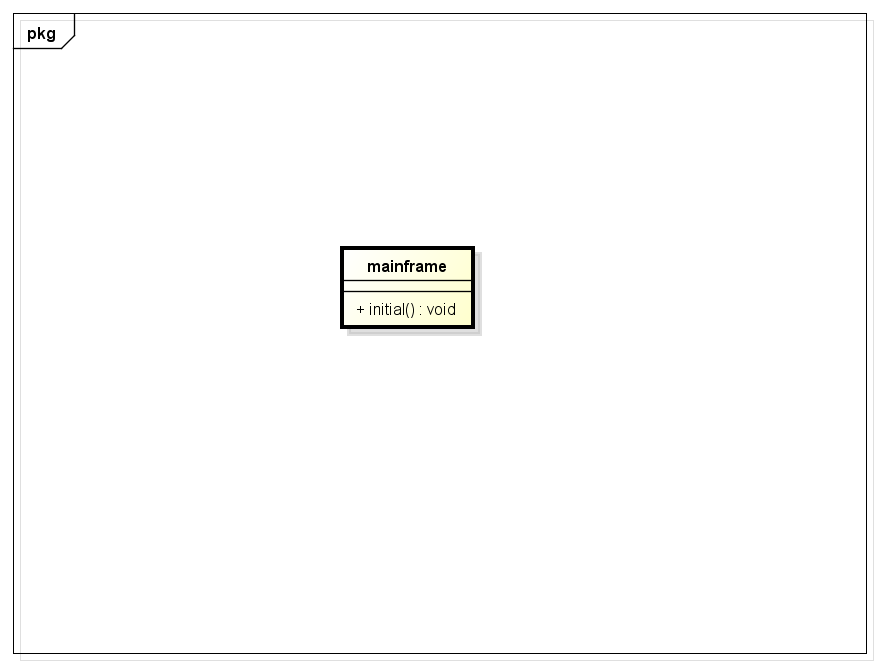 pkg
mainframe
+ initial() : void